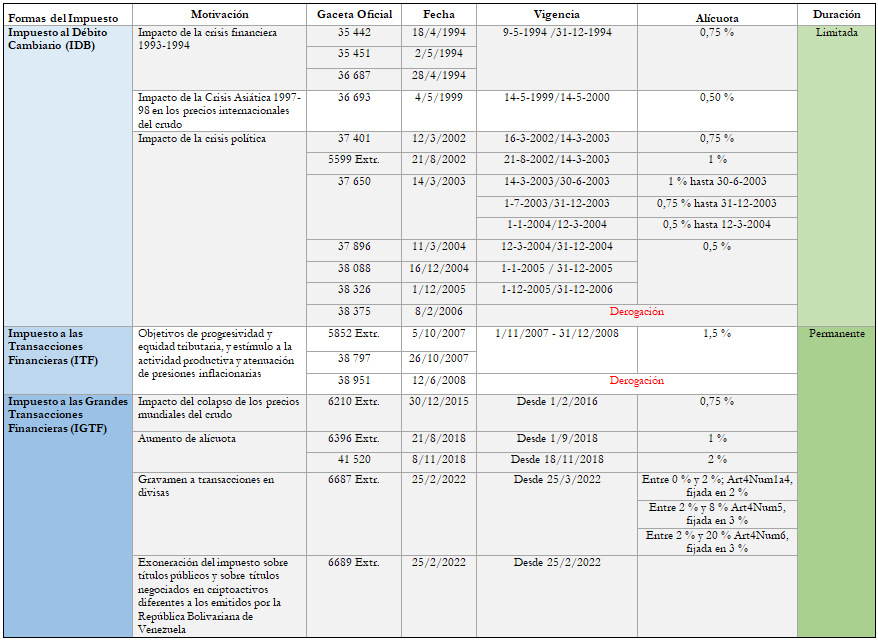 Formas del Impuesto Motivación Gaceta Oficial Fecha Vigencia Alícuota Duración
Impuesto al Débito
Cambiario (IDB)
Impacto de la crisis financiera
1993-1994
35 442 18/4/1994 9-5-1994 /31-12-1994 0,75 % Limitada
35 451 2/5/1994
36 687 28/4/1994
Impacto de la Crisis Asiática 1997-
98 en los precios internacionales
del crudo
36 693 4/5/1999 14-5-1999/14-5-2000 0,50 %
Impacto de la crisis política
37 401 12/3/2002 16-3-2002/14-3-2003 0,75 %
5599 Extr. 21/8/2002 21-8-2002/14-3-2003 1 %
37 650 14/3/2003 14-3-2003/30-6-2003 1 % hasta 30-6-2003
1-7-2003/31-12-2003 0,75 % hasta 31-12-2003
1-1-2004/12-3-2004 0,5 % hasta 12-3-2004
37 896 11/3/2004 12-3-2004/31-12-2004 0,5 %
38 088 16/12/2004 1-1-2005 / 31-12-2005
38 326 1/12/2005 1-12-2005/31-12-2006
38 375 8/2/2006 Derogación
Impuesto a las
Transacciones
Financieras (ITF)
Objetivos de progresividad y
equidad tributaria, y estímulo a la
actividad productiva y atenuación
de presiones inflacionarias
5852 Extr. 5/10/2007 1/11/2007 - 31/12/2008 1,5 % Permanente
38 797 26/10/2007
38 951 12/6/2008 Derogación
Impuesto a las Grandes
Transacciones
Financieras (IGTF)
Impacto del colapso de los precios
mundiales del crudo
6210 Extr. 30/12/2015 Desde 1/2/2016 0,75 %
Aumento de alícuota
6396 Extr. 21/8/2018 Desde 1/9/2018 1 %
41 520 8/11/2018 Desde 18/11/2018 2 %
Gravamen a transacciones en
divisas
6687 Extr. 25/2/2022 Desde 25/3/2022
Entre 0 % y 2 %; Art4Num1a4,
fijada en 2 %
Entre 2 % y 8 % Art4Num5,
fijada en 3 %
Entre 2 % y 20 % Art4Num6,
fijada en 3 %
Exoneración del impuesto sobre
títulos públicos y sobre títulos
negociados en criptoactivos
diferentes a los emitidos por la
República Bolivariana de
Venezuela
6689 Extr. 25/2/2022 Desde 25/2/2022